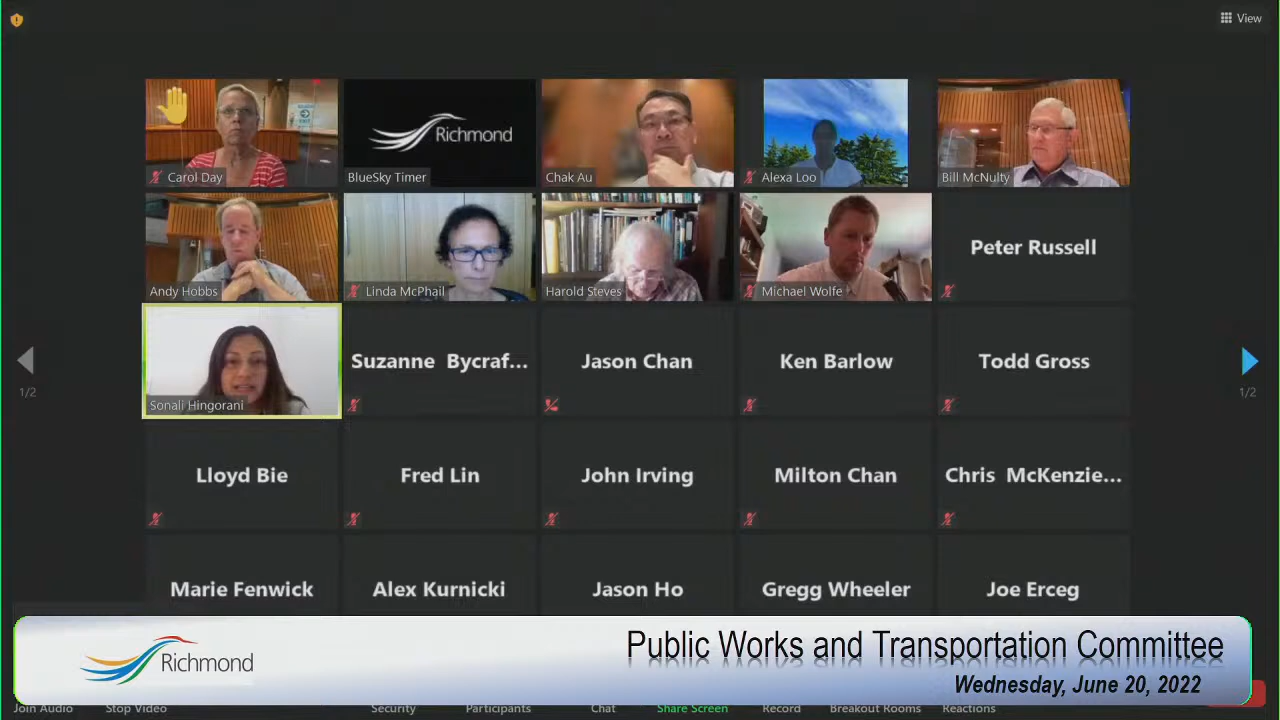 View
Carol Day
Richmond
BlueSky Timer
Chak Au
Alexa Loo
Bill McNulty
Andy Hobbs
Linda McPhail
Harold Steves
Michael Wolfe
Peter Russell
Sonali Hingorani
Suzanne Bycraf...
Jason Chan
Ken Barlow
Todd Gross
1/2
1/2
Lloyd Bie
Fred Lin
John Irving
Milton Chan
Chris McKenzie...
Marie Fenwick
Alex Kurnicki
Jason Ho
Gregg Wheeler
Joe Erceg
Richmond
Public Works and Transportation Committee
Wednesday, June 20, 2022
Join Audio
Stop Video
Security
Participants
Chat
Share Screen
Record
Breakout Rooms
Reactions